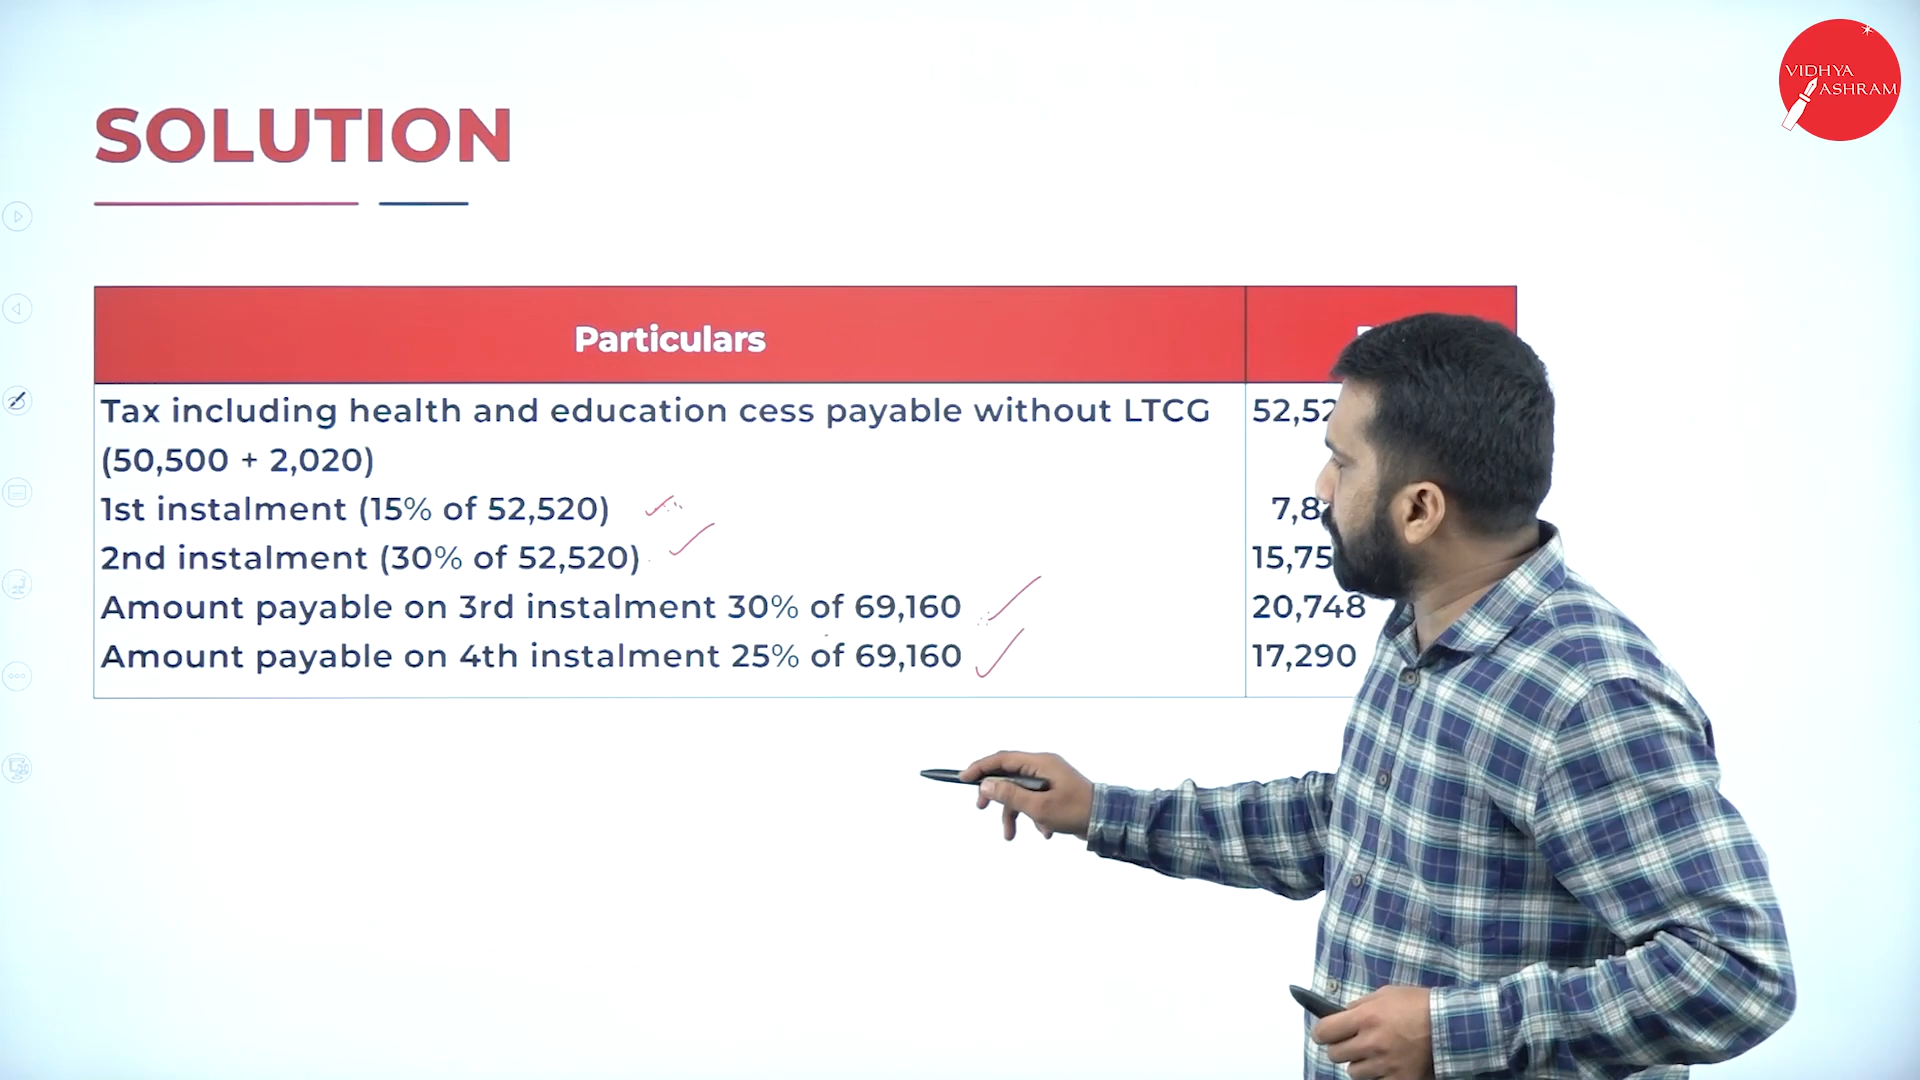 VIDHYA
ASHRAM
SOLUTION
Particulars
Tax including health and education cess payable without LTCG
(50,500 + 2,020)
1st instalment (15% of 52,520)
2nd instalment (30% of 52,520)
Amount payable on 3rd instalment 30% of 69,160 20,748
Amount payable on 4th instalment 25% of 69,160 17,290